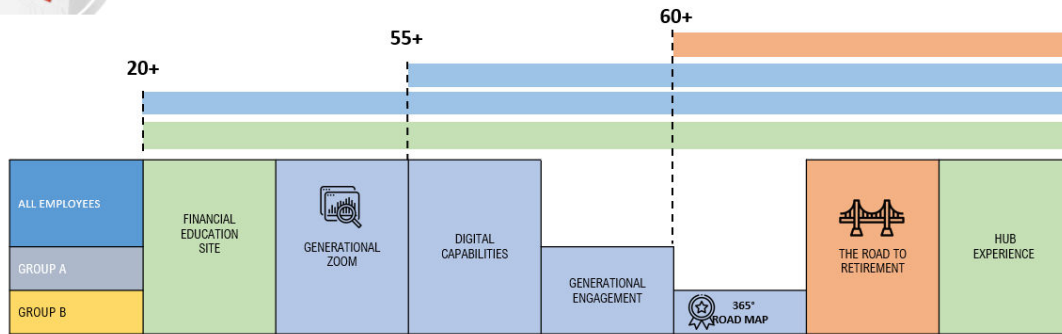 60+
55+
20+
ALL EMPLOYEES
GROUP A
GROUP B
FINANCIAL
EDUCATION
SITE
GENERATIONAL
ZOOM
DIGITAL
CAPABILITIES
GENERATIONAL
ENGAGEMENT
365°
ROAD MAP
THE ROAD TO
RETIREMENT
HUB
EXPERIENCE